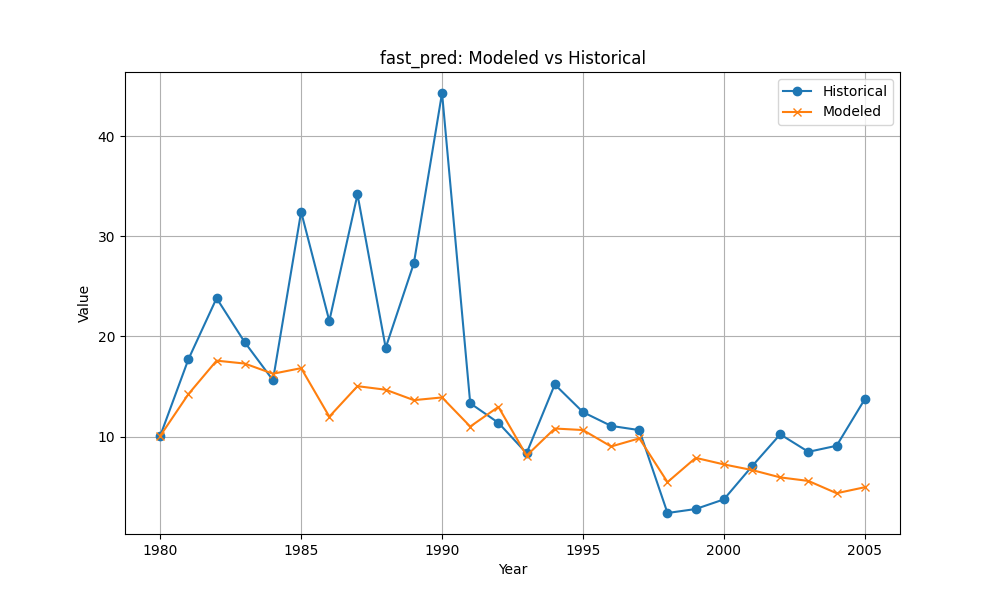 fast_pred: Modeled vs Historical
Historical
Modeled
Value
40
30
20
10
1980
1985
1990
1995
2000
2005
Year